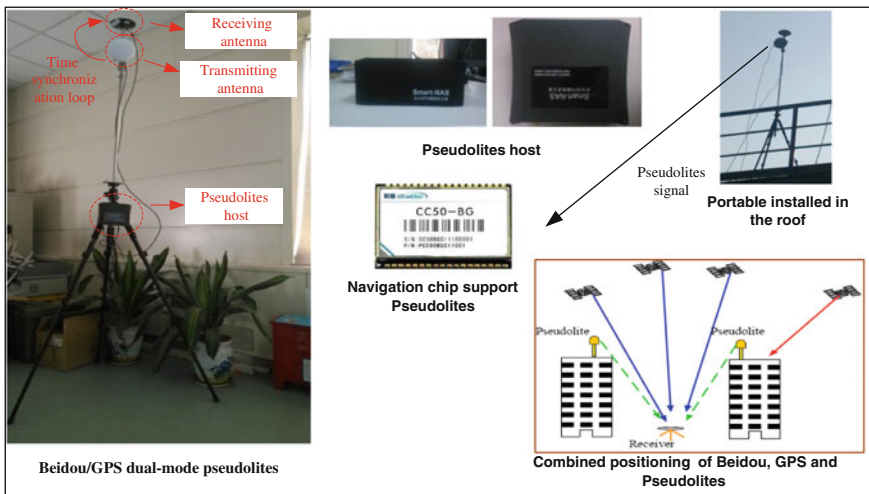 Receiving
antenna
Time
synchroniz
ation loop
Transmitting
antenna
Pseudolites
host
Beidou/GPS dual-mode pseudolites
Smart-NAS
Smart-NAS
Pseudolites host
CC50-BG
Navigation chip support
Pseudolites
Pseudolites
signal
Portable installed in
the roof
Pseudolite
Pseudolite
Receiver
Combined positioning of Beidou, GPS and
Pseudolites